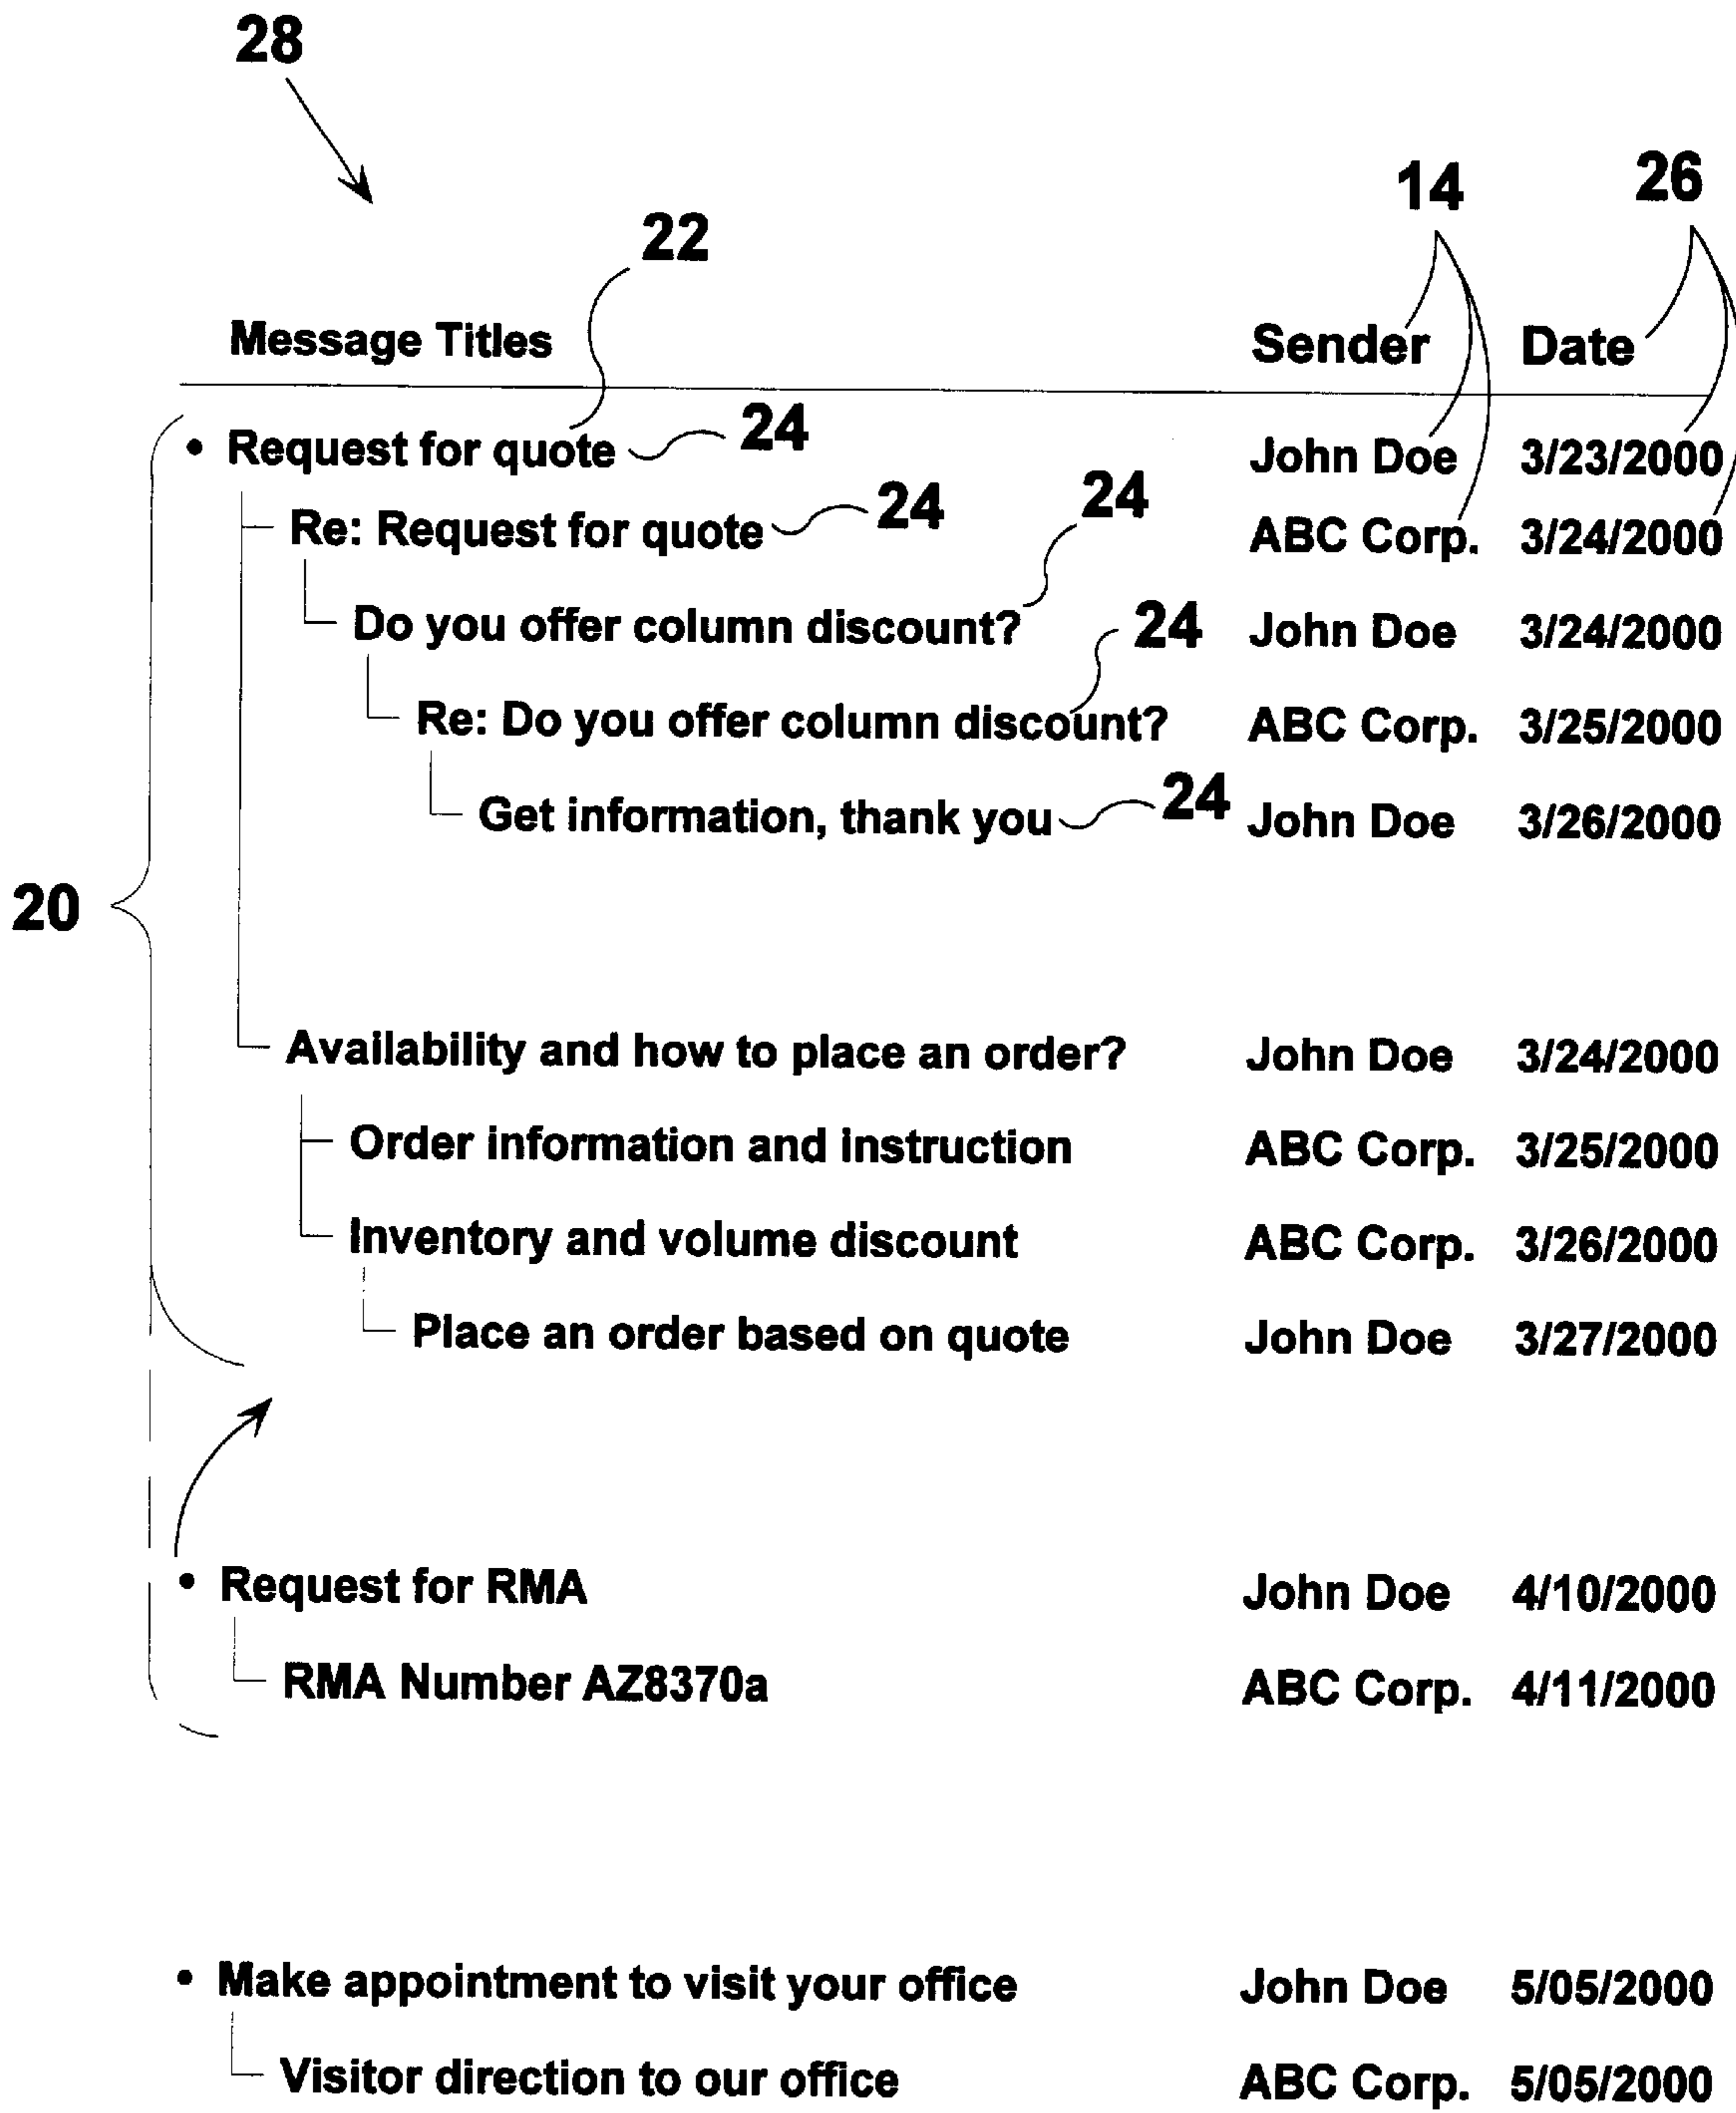 28
14 26
22
Message Titles Sender Date
• Request for quote 24 John Doe 3/23/2000
Re: Request for quote 24 24 ABC Corp. 3/24/2000
Do you offer column discount? John Doe 3/24/2000
24
Re: Do you offer column discount? ABC Corp. 3/25/2000
Get information, thank you 24 John Doe 3/26/2000
20
Availability and how to place an order? John Doe 3/24/2000
Order information and instruction ABC Corp. 3/25/2000
Inventory and volume discount ABC Corp. 3/26/2000
Place an order based on quote John Doe 3/27/2000
• Request for RMA John Doe 4/10/2000
RMA Number AZ8370a ABC Corp. 4/11/2000
• Make appointment to visit your office John Doe 5/05/2000
Visitor direction to our office ABC Corp. 5/05/2000